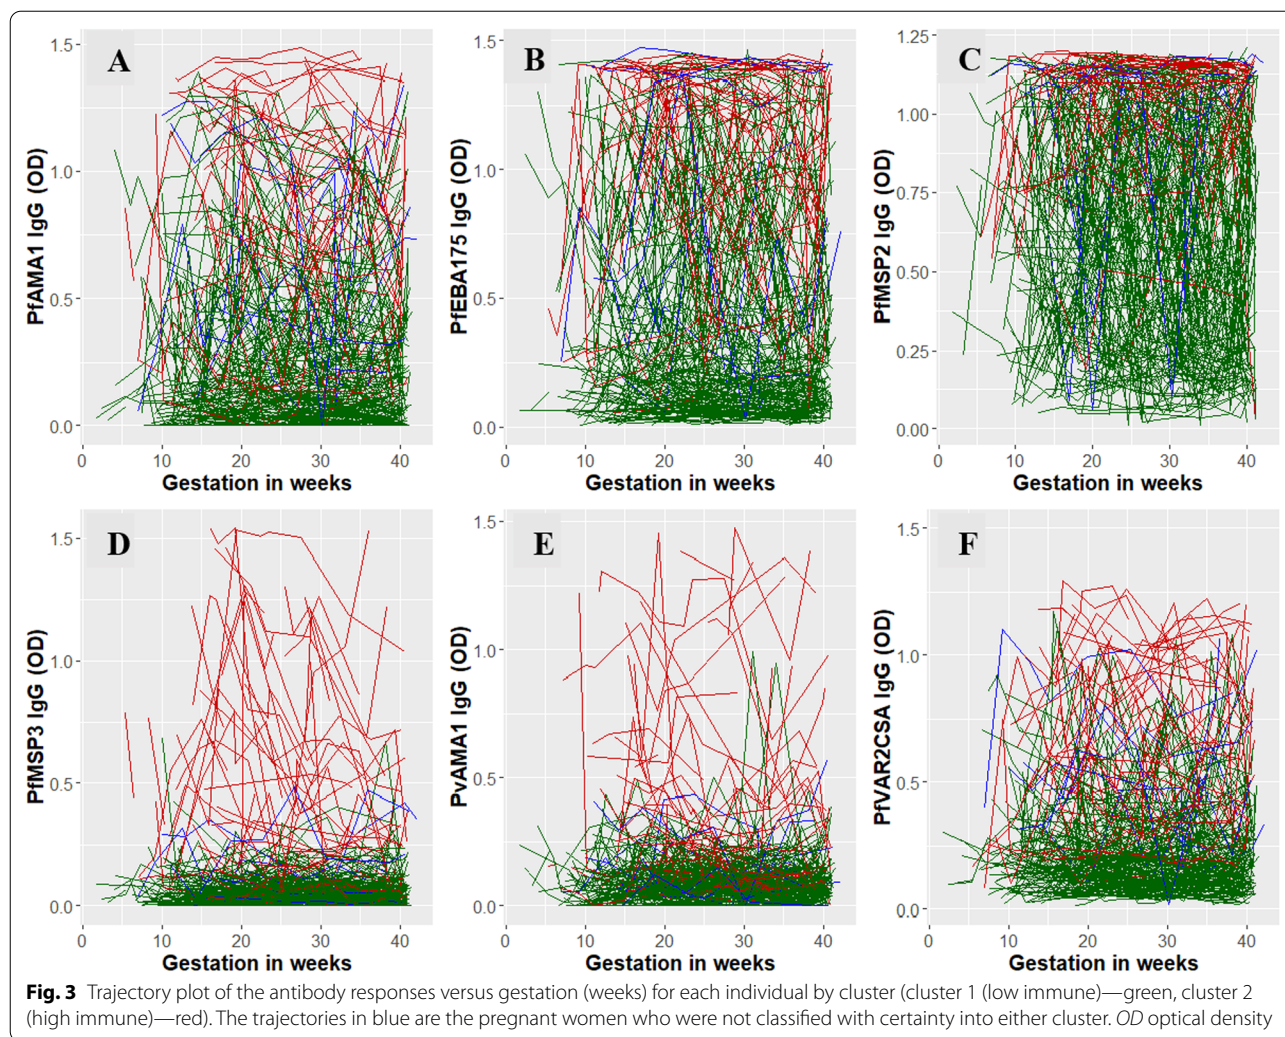 A
1.5
1.0
0.5
0.0
PfAMA1 IgG (OD)
0 10 20 30 40
Gestation in weeks
B
1.5
1.0
0.5
0.0
PfEBA175 IgG (OD)
0 10 20 30 40
Gestation in weeks
C
1.25
1.00
0.75
0.50
0.25
0.00
PfMSP2 IgG (OD)
0 10 20 30 40
Gestation in weeks
D
1.5
1.0
0.5
0.0
PfMSP3 IgG (OD)
0 10 20 30 40
Gestation in weeks
E
1.5
1.0
0.5
0.0
PvAMA1 IgG (OD)
0 10 20 30 40
Gestation in weeks
F
1.5
1.0
0.5
0.0
PfVAR2CSA IgG (OD)
0 10 20 30 40
Gestation in weeks
Fig. 3 Trajectory plot of the antibody responses versus gestation (weeks) for each individual by cluster (cluster 1 (low immune)—green, cluster 2
(high immune)—red). The trajectories in blue are the pregnant women who were not classified with certainty into either cluster. OD optical density